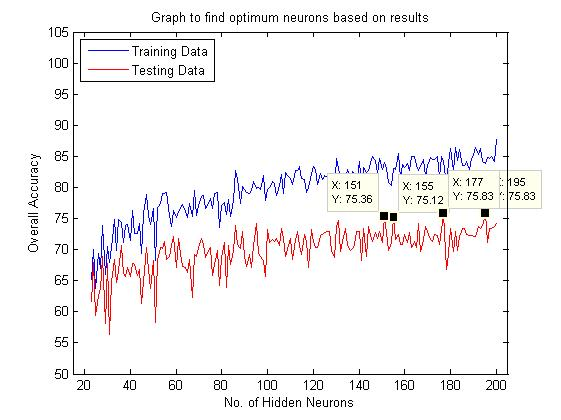 Graph to find optimum neurons based on results
105
100
95
90
85
80
75
70
65
60
55
50
Overall Accuracy
Training Data
Testing Data
X: 151
Y: 75.36
X: 155
Y: 75.12
X: 177
Y: 75.83
: 195
: 75.83
20 40 60 80 100 120 140 160 180 200
No. of Hidden Neurons